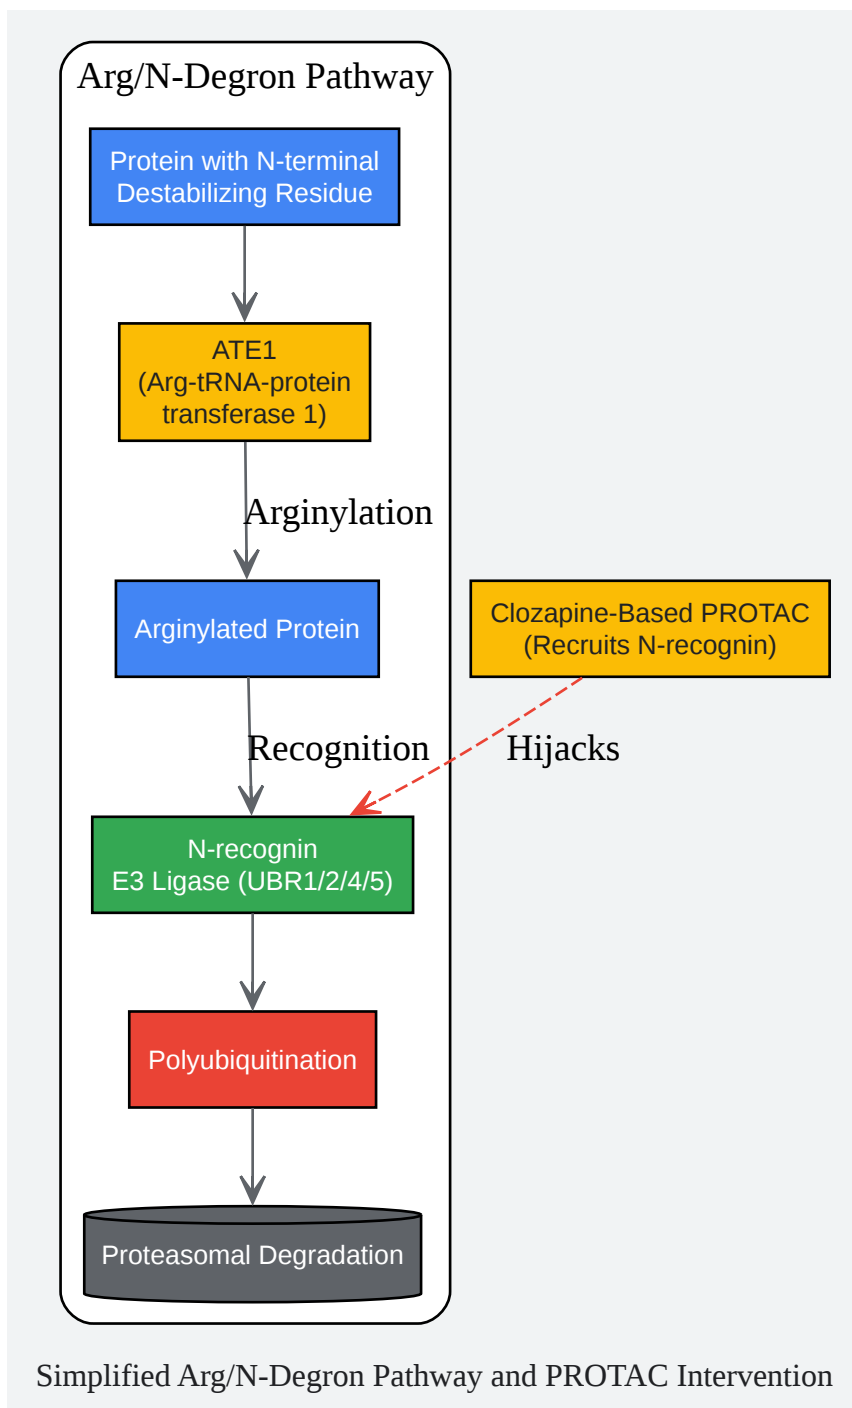 Arg/N-Degron Pathway
Protein with N-terminal
Destabilizing Residue
ATE1
(Arg-tRNA-protein
transferase 1)
Arginylation
Arginylated Protein
Clozapine-Based PROTAC
(Recruits N-recognin)
Recognition
Hijacks
N-recognin
E3 Ligase (UBR1/2/4/5)
Polyubiquitination
Proteasomal Degradation
Simplified Arg/N-Degron Pathway and PROTAC Intervention